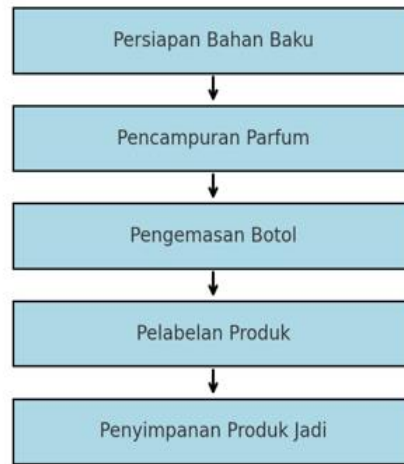 Persiapan Bahan Baku
Pencampuran Parfum
Pengemasan Botol
Pelabelan Produk
Penyimpanan Produk Jadi